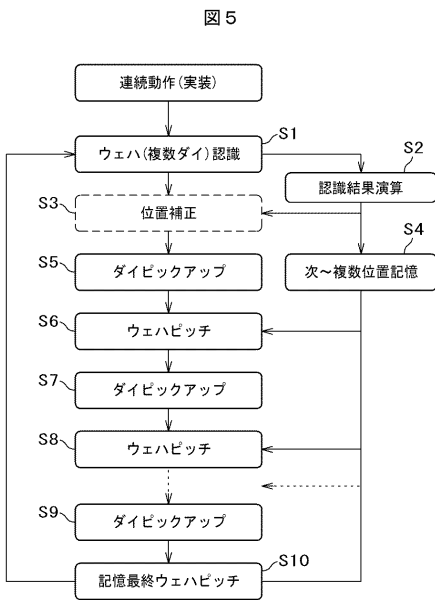 図5
連続動作(実装)
S1
ウェハ(複数ダイ)認識
S2
認識結果演算
S3
位置補正
S4
次～複数位置記憶
S5
ダイピックアップ
S6
ウェハピッチ
S7
ダイピックアップ
S8
ウェハピッチ
S9
ダイピックアップ
S10
記憶最終ウェハピッチ